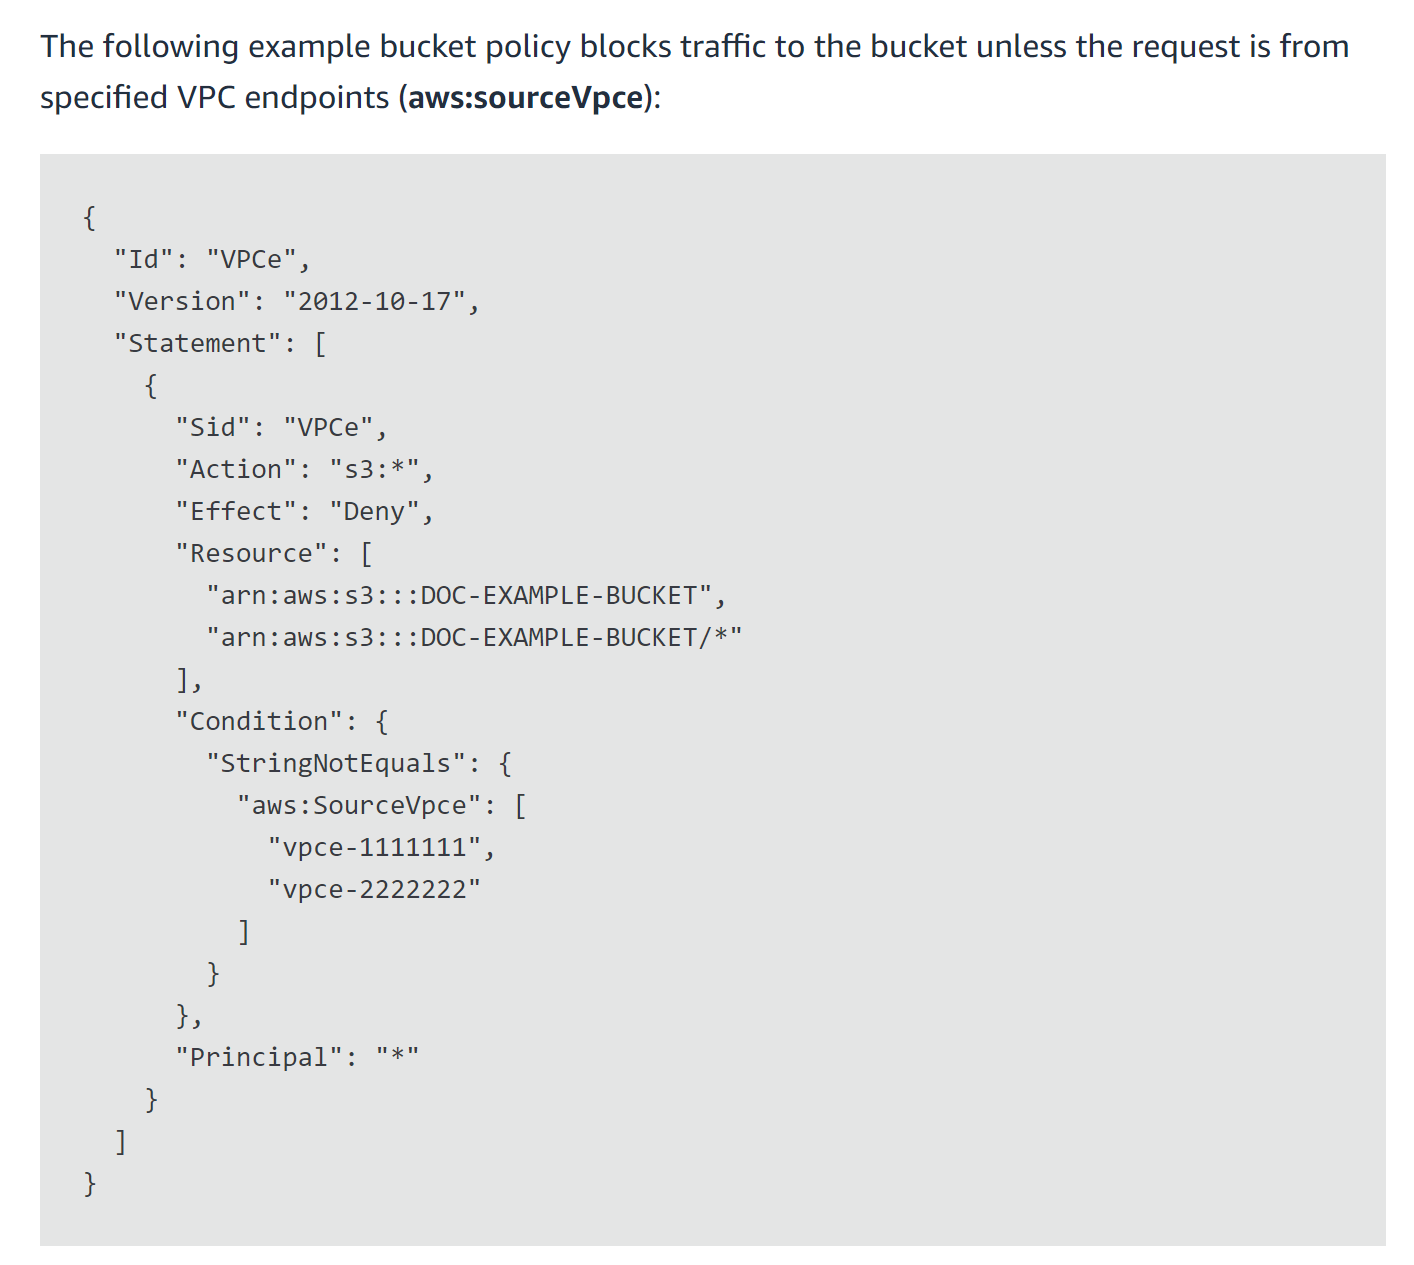 The following example bucket policy blocks traffic to the bucket unless the request is from
specified VPC endpoints (aws:sourceVpce):
{
  "Id": "VPCe",
  "Version": "2012-10-17",
  "Statement": [
    {
      "Sid": "VPCe",
      "Action": "s3:*",
      "Effect": "Deny",
      "Resource": [
        "arn:aws:s3:::DOC-EXAMPLE-BUCKET",
        "arn:aws:s3:::DOC-EXAMPLE-BUCKET/*"
      ],
      "Condition": {
        "StringNotEquals": {
          "aws:SourceVpce": [
            "vpce-1111111",
            "vpce-2222222"
          ]
        }
      },
      "Principal": "*"
    }
  ]
}